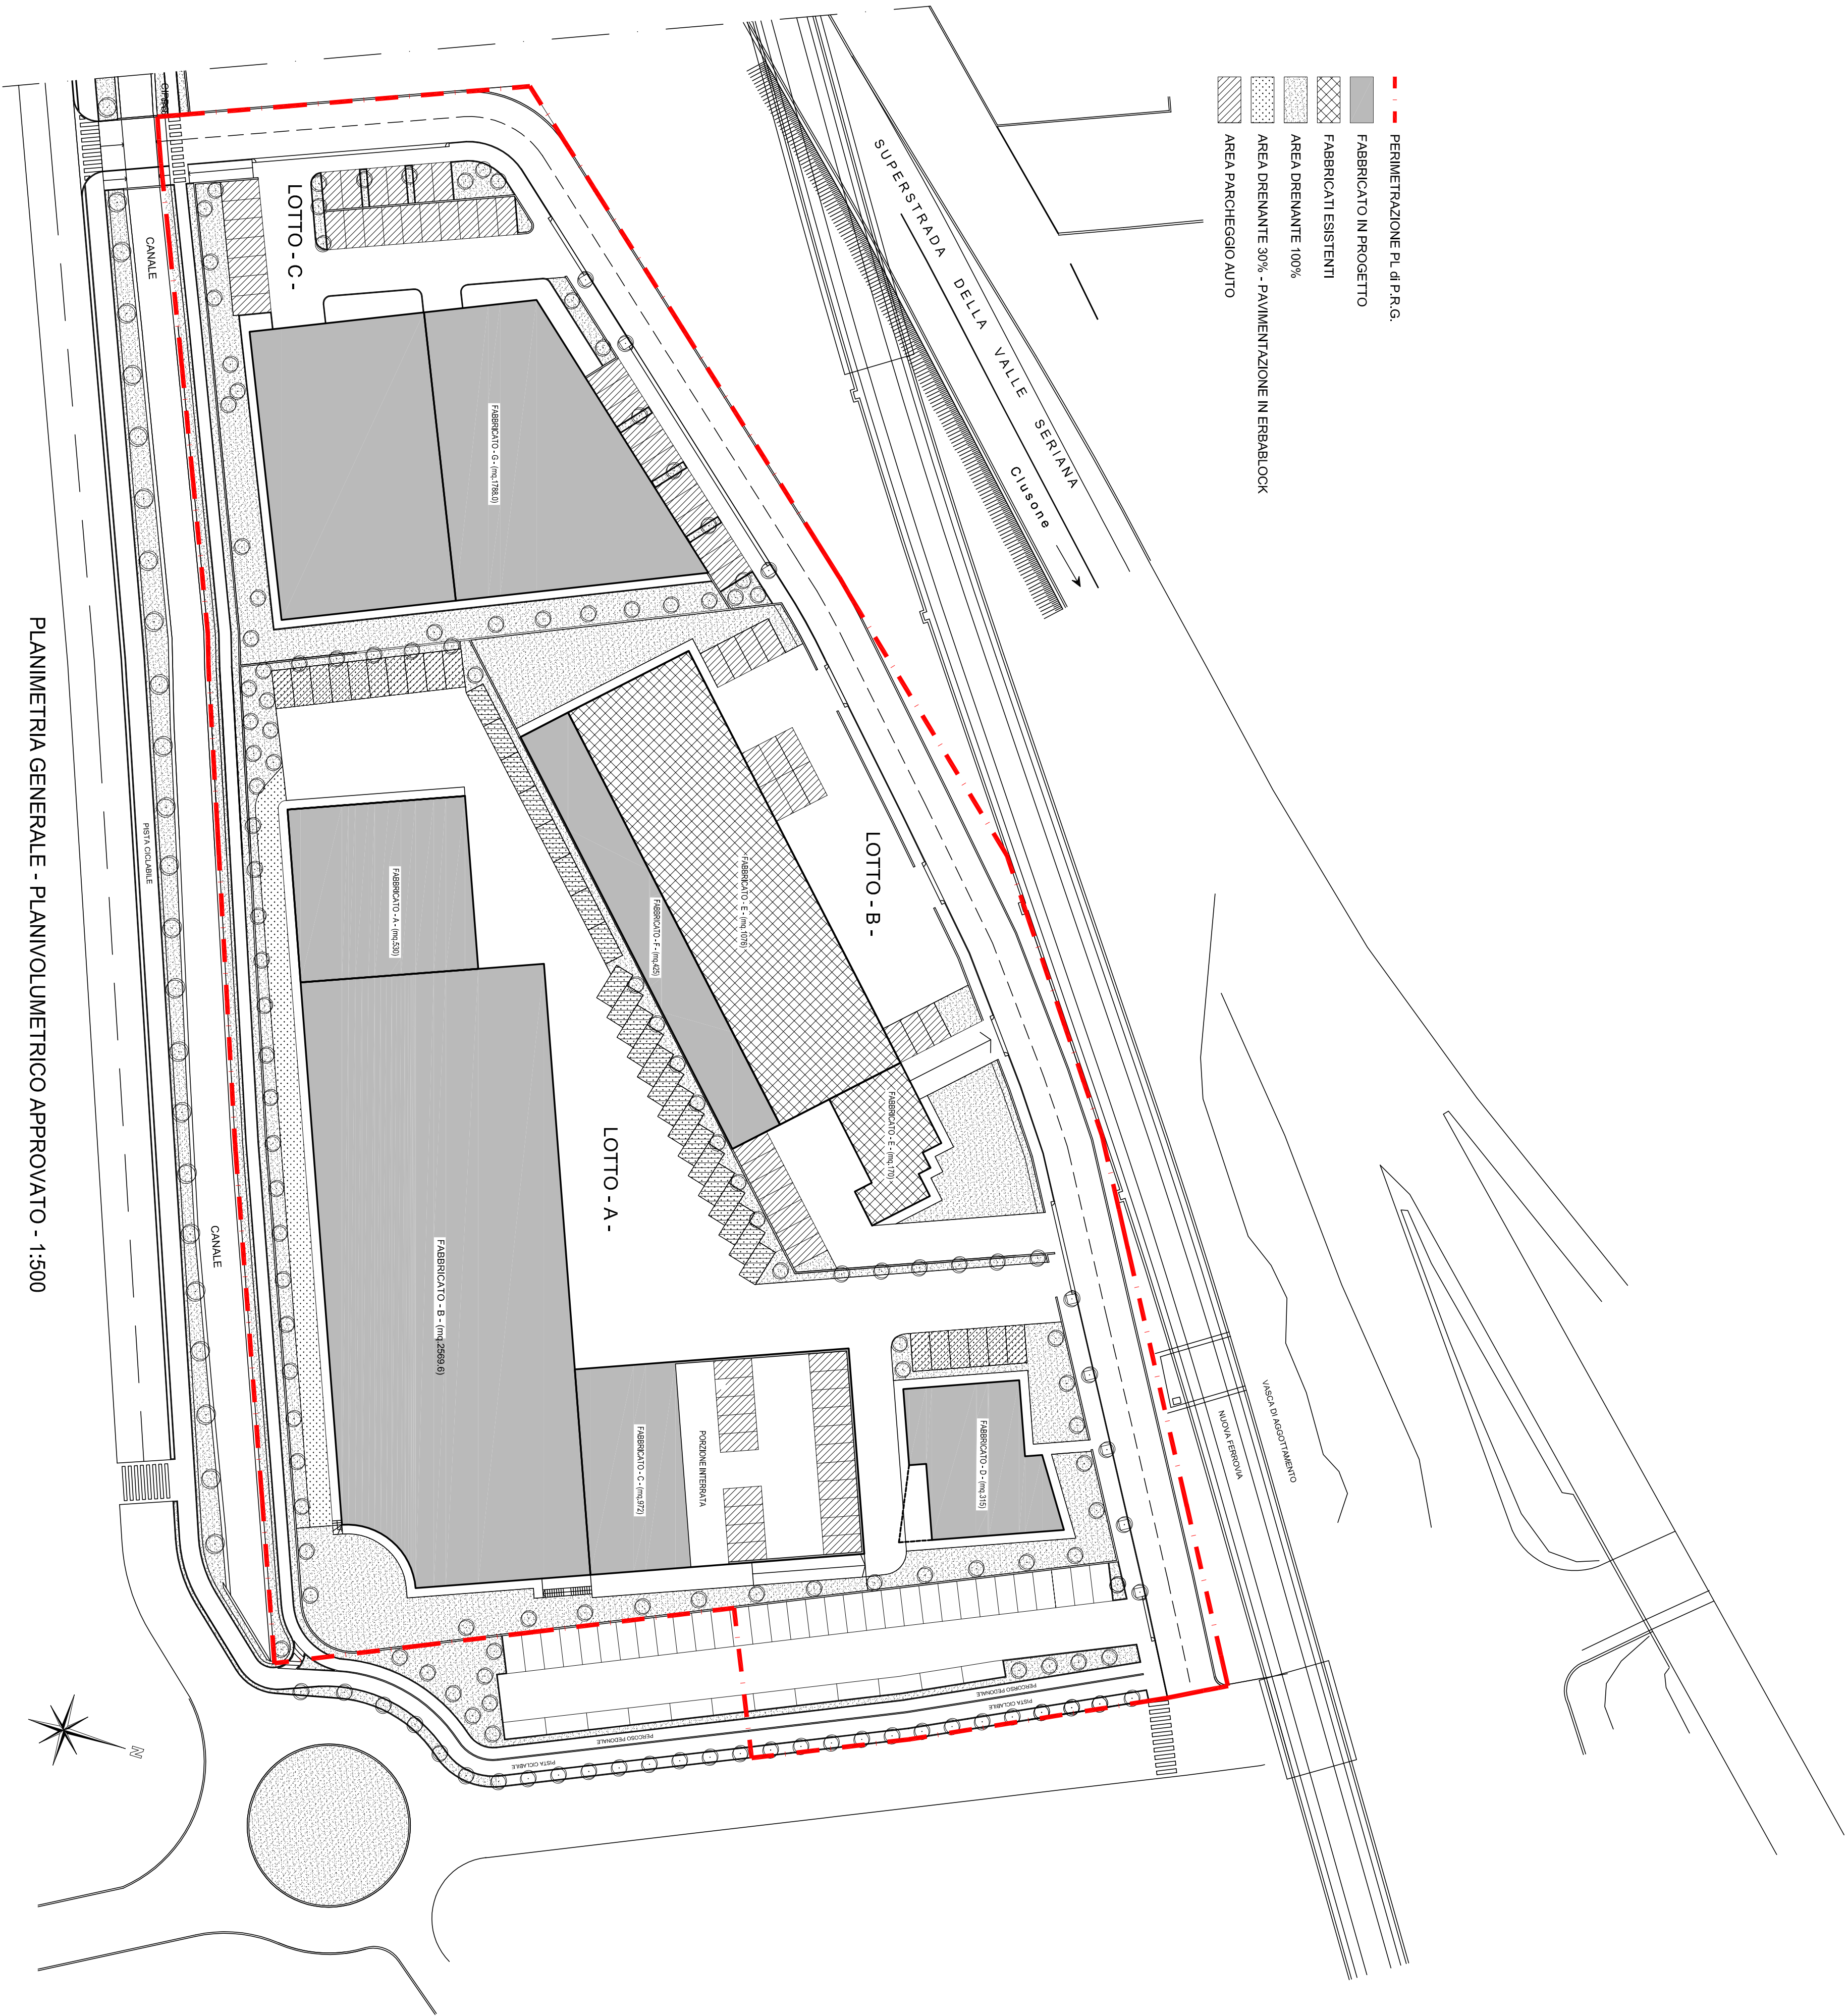 PERIMETRAZIONE PL di P.R.G.
FABBRICATO IN PROGETTO
FABBRICATI ESISTENTI
AREA DRENANTE 100%
AREA DRENANTE 30% - PAVIMENTAZIONE IN ERBABLOCK
AREA PARCHEGGIO AUTO
SUPERSTRADA DELLA VALLE SERIANA
Clusone
VASCA DI AGGOTTAMENTO
NUOVA FERROVIA
LOTTO - B -
LOTTO - C -
LOTTO - A -
FABBRICATO - G - (mq.1788.0)
FABBRICATO - E - (mq.1076)
FABBRICATO - F - (mq.425)
FABBRICATO - E - (mq.170)
FABBRICATO - D - (mq.315)
FABBRICATO - A - (mq.530)
FABBRICATO - B - (mq.2569.6)
FABBRICATO - C - (mq.972)
PORZIONE INTERRATA
PERCORSO PEDONALE
PISTA CICLABILE
PERCOSO PEDONALE
PISTA CICLABILE
CANALE
CANALE
PISTA CICLABILE
N
PLANIMETRIA GENERALE - PLANIVOLUMETRICO APPROVATO - 1:500